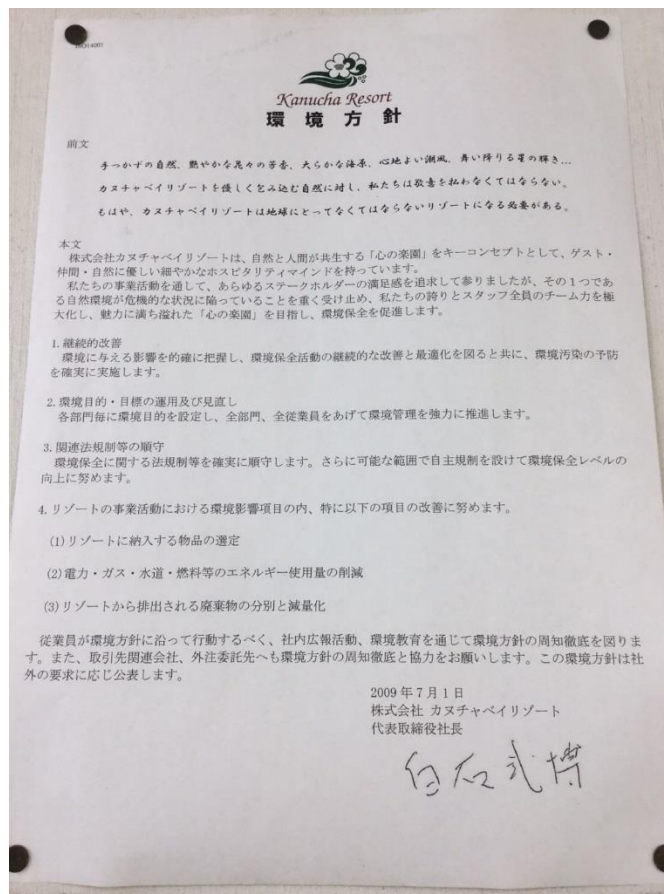 ISO14001
Kanucha Resort
環境方針
前文
手つかずの自然、艶やかな花々の芳香、大らかな海原、心地よい潮風、舞い降りる星の輝き…
カヌチャベイリゾートを優しく包み込む自然に対し、私たちは敬意を払わなくてはならない。
もはや、カヌチャベイリゾートは地球にとってなくてはならないリゾートになる必要がある。
本文
株式会社カヌチャベイリゾートは、自然と人間が共生する「心の楽園」をキーコンセプトとして、ゲスト・
仲間・自然に優しい細やかなホスピタリティマインドを持っています。
私たちの事業活動を通して、あらゆるステークホルダーの満足感を追求して参りましたが、その1つであ
る自然環境が危機的な状況に陥っていることを重く受け止め、私たちの誇りとスタッフ全員のチーム力を極
大化し、魅力に満ち溢れた「心の楽園」を目指し、環境保全を促進します。
1. 継続的改善
環境に与える影響を的確に把握し、環境保全活動の継続的な改善と最適化を図ると共に、環境汚染の予防
を確実に実施します。
2. 環境目的・目標の運用及び見直し
各部門毎に環境目的を設定し、全部門、全従業員をあげて環境管理を強力に推進します。
3. 関連法規制等の順守
環境保全に関する法規制等を確実に順守します。さらに可能な範囲で自主規制を設けて環境保全レベルの
向上に努めます。
4. リゾートの事業活動における環境影響項目の内、特に以下の項目の改善に努めます。
(1)リゾートに納入する物品の選定
(2)電力・ガス・水道・燃料等のエネルギー使用量の削減
(3)リゾートから排出される廃棄物の分別と減量化
従業員が環境方針に沿って行動するべく、社内広報活動、環境教育を通じて環境方針の周知徹底を図りま
す。また、取引先関連会社、外注委託先へも環境方針の周知徹底と協力をお願いします。この環境方針は社
外の要求に応じ公表します。
2009年7月1日
株式会社 カヌチャベイリゾート
代表取締役社長
白石武博